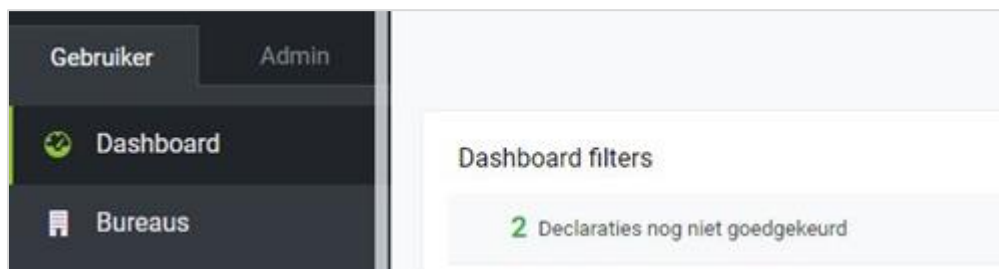 Gebruiker Admin
Dashboard
Dashboard filters
Bureaus
2 Declaraties nog niet goedgekeurd